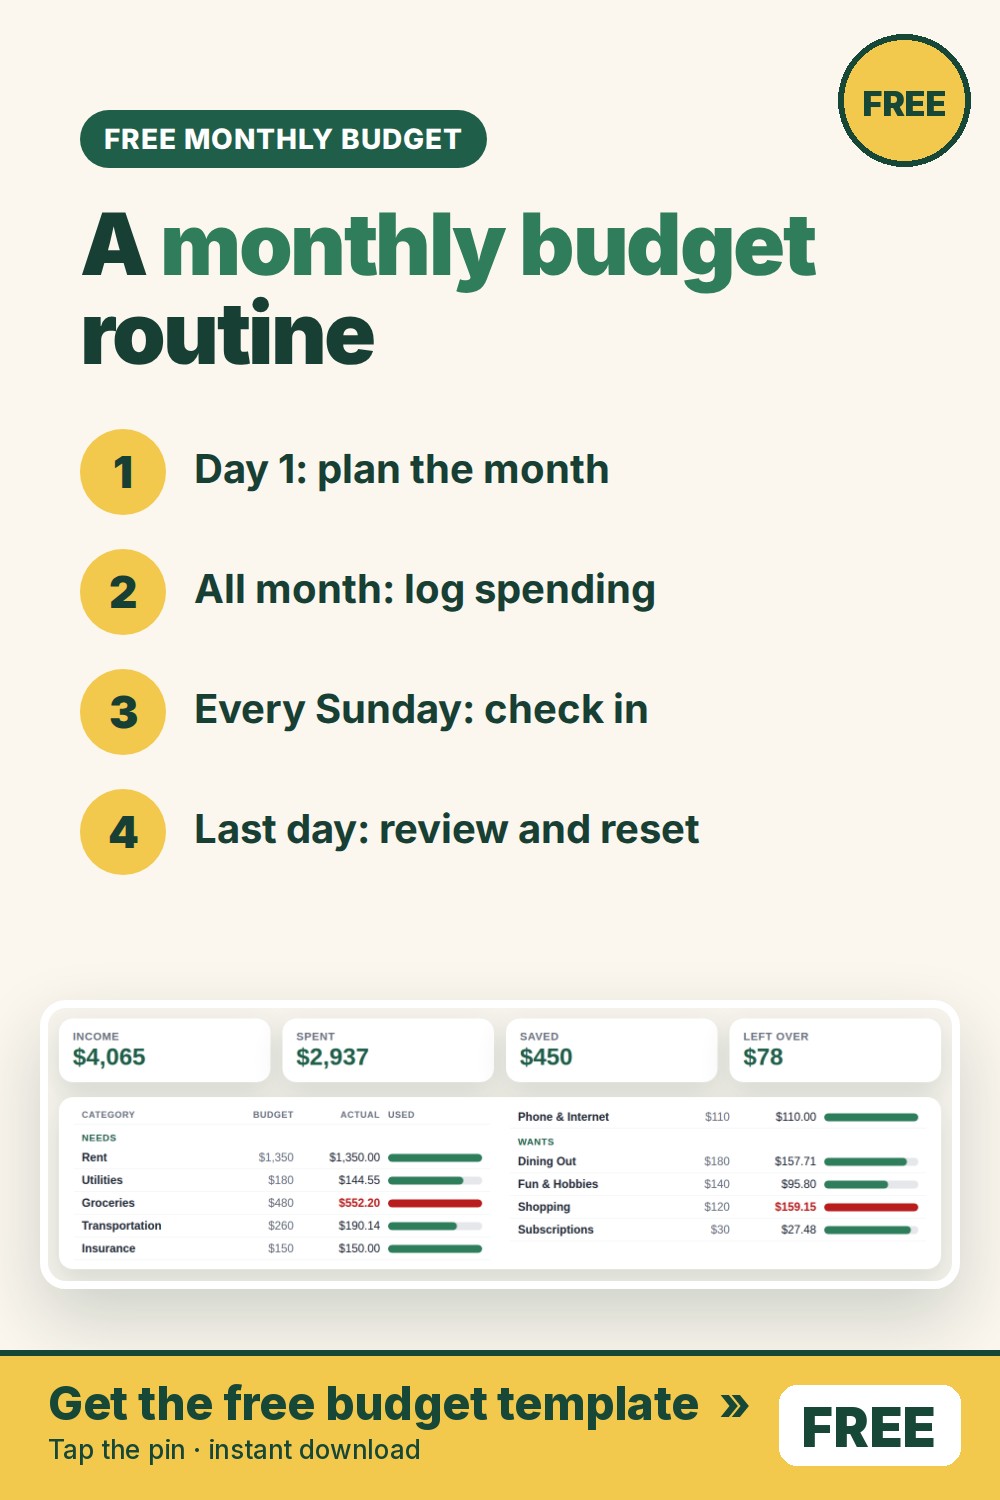 FREE
FREE MONTHLY BUDGET
A monthly budget
routine
1 Day 1: plan the month
2 All month: log spending
3 Every Sunday: check in
4 Last day: review and reset
INCOME
$4,065
SPENT
$2,937
SAVED
$450
LEFT OVER
$78
CATEGORY BUDGET ACTUAL USED
NEEDS
Rent $1,350 $1,350.00
Utilities $180 $144.55
Groceries $480 $552.20
Transportation $260 $190.14
Insurance $150 $150.00
Phone & Internet $110 $110.00
WANTS
Dining Out $180 $157.71
Fun & Hobbies $140 $95.80
Shopping $120 $159.15
Subscriptions $30 $27.48
Get the free budget template »
Tap the pin · instant download
FREE